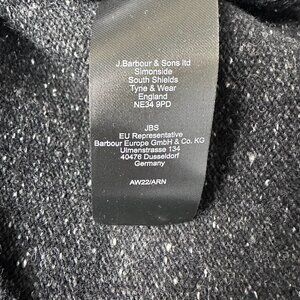 J.Barbour & Sons ltd
Simonside
South Shields
Tyne & Wear
England
NE34 9PD
JBS
EU Representative
Barbour Europe GmbH & Co. KG
Ulmenstrasse 134
40476 Dusseldorf
Germany
AW22/ARN